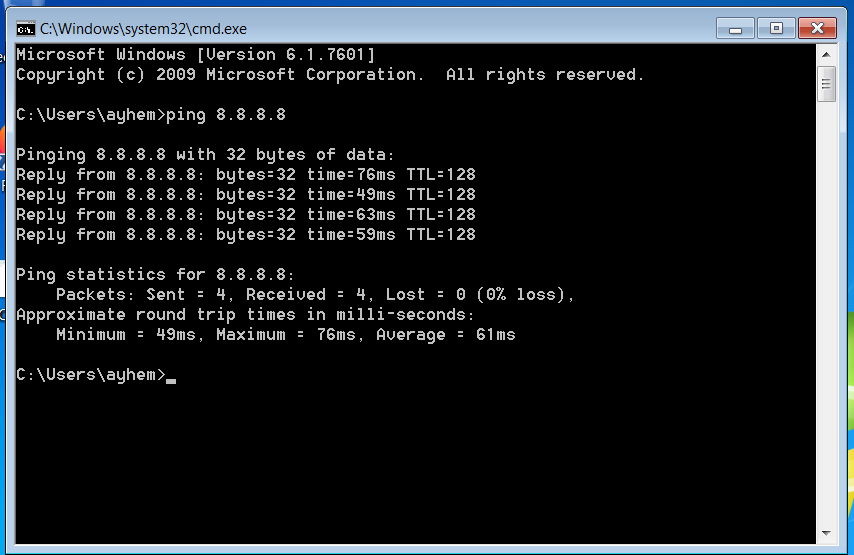 C:\Windows\system32\cmd.exe
Microsoft Windows [Version 6.1.7601]
Copyright (c) 2009 Microsoft Corporation.  All rights reserved.
C:\Users\ayhem>ping 8.8.8.8
Pinging 8.8.8.8 with 32 bytes of data:
Reply from 8.8.8.8: bytes=32 time=76ms TTL=128
Reply from 8.8.8.8: bytes=32 time=49ms TTL=128
Reply from 8.8.8.8: bytes=32 time=63ms TTL=128
Reply from 8.8.8.8: bytes=32 time=59ms TTL=128
Ping statistics for 8.8.8.8:
    Packets: Sent = 4, Received = 4, Lost = 0 (0% loss),
Approximate round trip times in milli-seconds:
    Minimum = 49ms, Maximum = 76ms, Average = 61ms
C:\Users\ayhem>